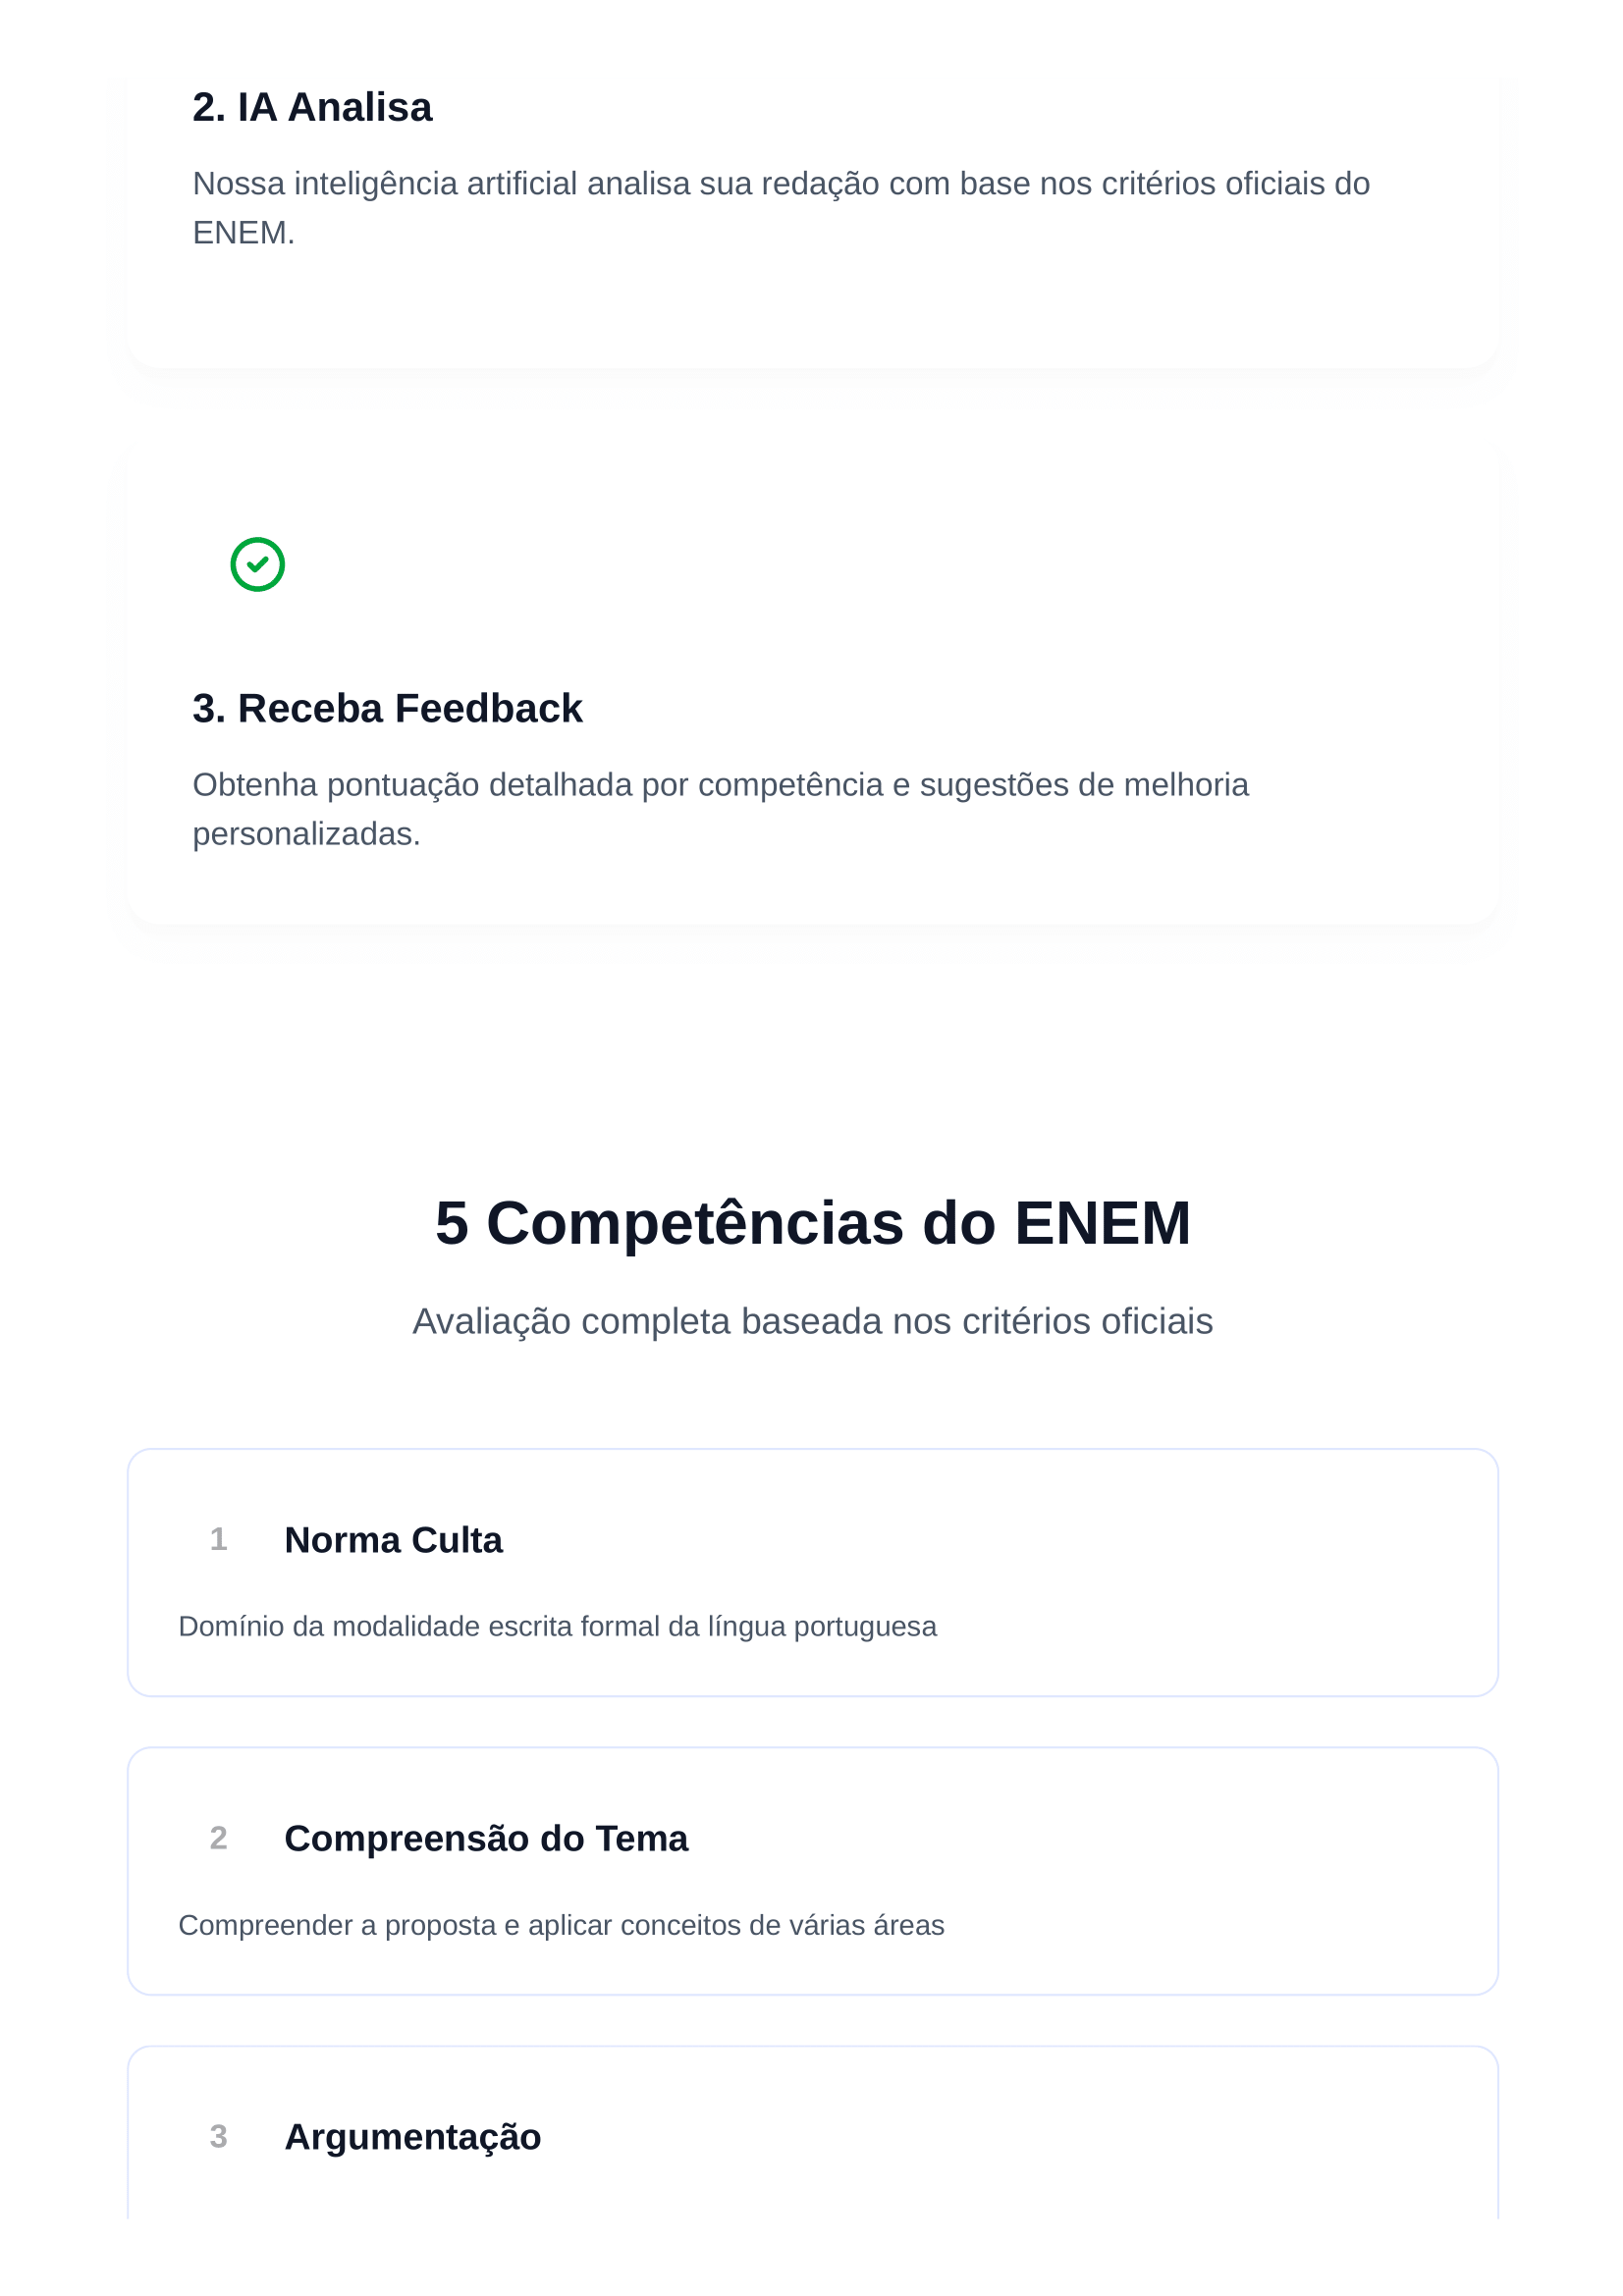 2. IA Analisa
Nossa inteligência artificial analisa sua redação com base nos critérios oficiais do
ENEM.
3. Receba Feedback
Obtenha pontuação detalhada por competência e sugestões de melhoria
personalizadas.
5 Competências do ENEM
Avaliação completa baseada nos critérios oficiais
1 Norma Culta
Domínio da modalidade escrita formal da língua portuguesa
2 Compreensão do Tema
Compreender a proposta e aplicar conceitos de várias áreas
3 Argumentação